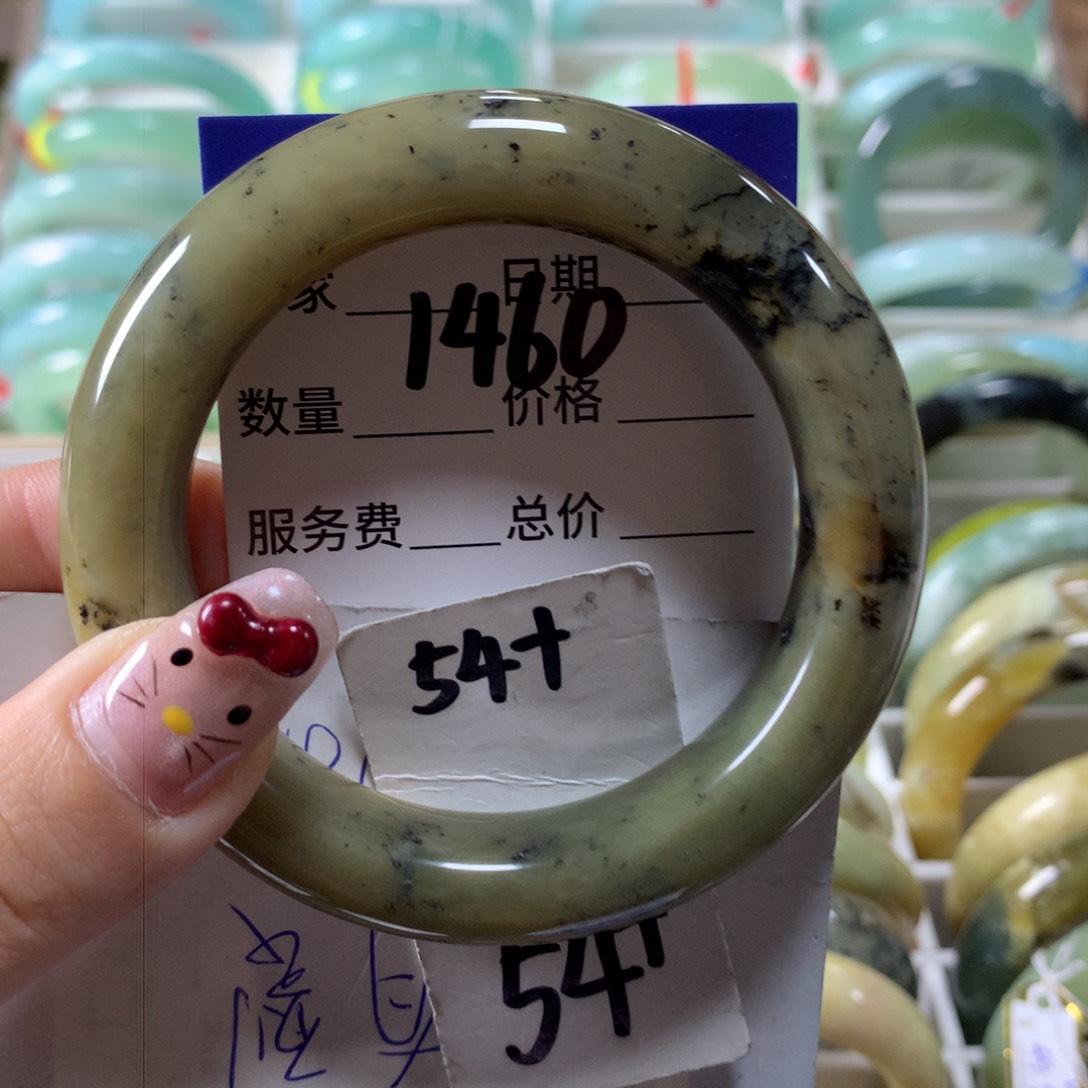 家 日期
1460
数量 价格
服务费 总价
54+
54+